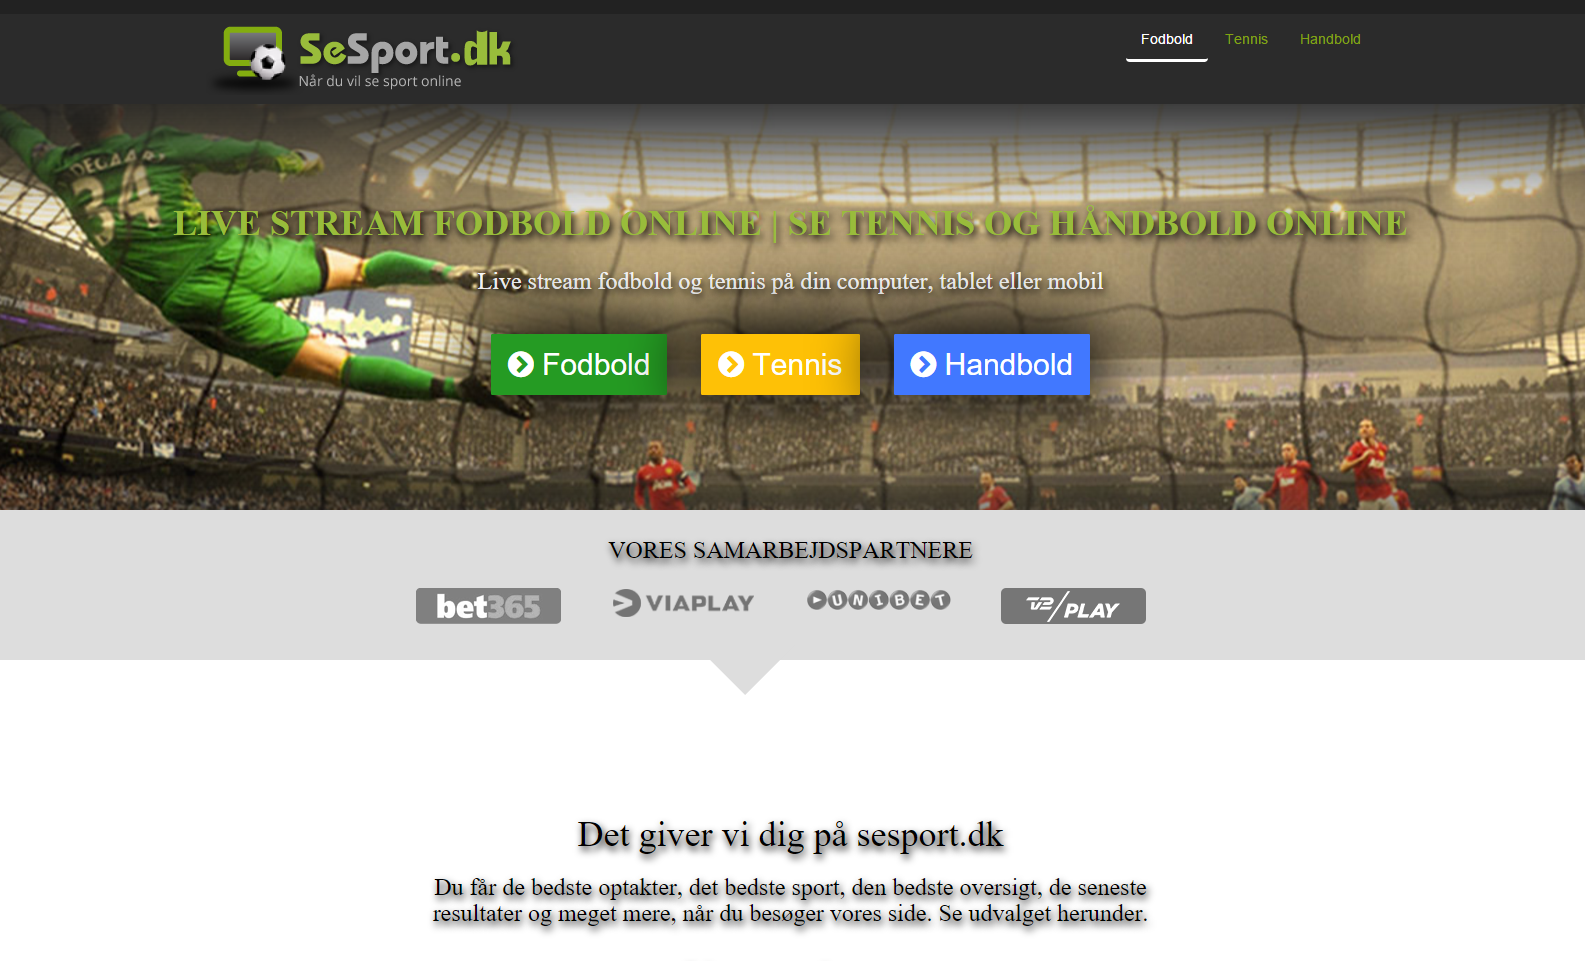 SeSport.dk
Når du vil se sport online
Fodbold
Tennis
Handbold
DEGAARD
34
LIVE STREAM FODBOLD ONLINE | SE TENNIS OG HÅNDBOLD ONLINE
Live stream fodbold og tennis på din computer, tablet eller mobil
Fodbold
Tennis
Handbold
VORES SAMARBEJDSPARTNERE
bet365
VIAPLAY
UNIBET
TV2/PLAY
Det giver vi dig på sesport.dk
Du får de bedste optakter, det bedste sport, den bedste oversigt, de seneste
resultater og meget mere, når du besøger vores side. Se udvalget herunder.